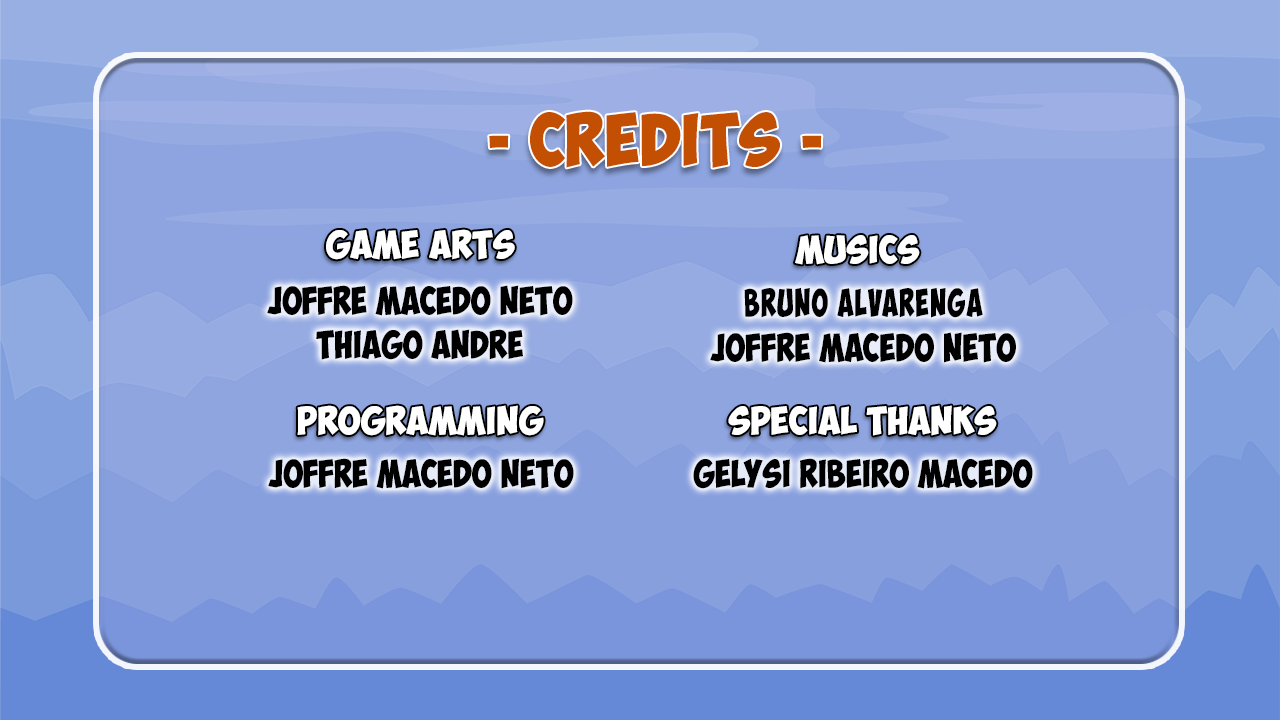 - CREDITS -
GAME ARTS
JOFFRE MACEDO NETO
THIAGO ANDRE
PROGRAMMING
JOFFRE MACEDO NETO
MUSICS
BRUNO ALVARENGA
JOFFRE MACEDO NETO
SPECIAL THANKS
GELYSI RIBEIRO MACEDO